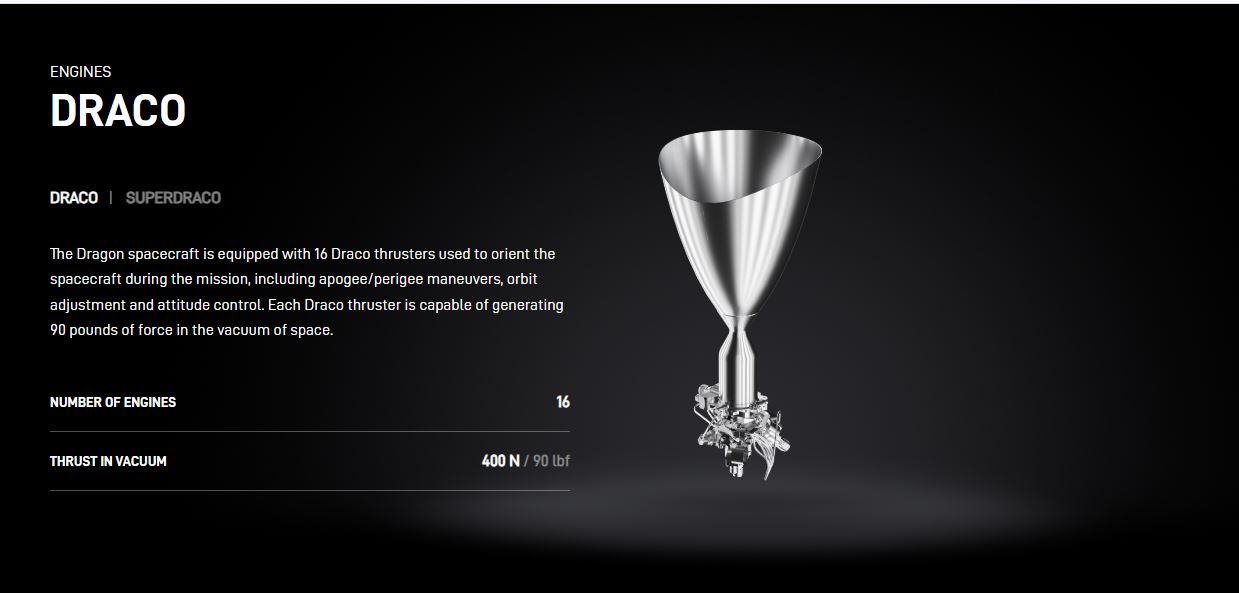 ENGINES
DRACO
DRACO | SUPERDRACO
The Dragon spacecraft is equipped with 16 Draco thrusters used to orient the
spacecraft during the mission, including apogee/perigee maneuvers, orbit
adjustment and attitude control. Each Draco thruster is capable of generating
90 pounds of force in the vacuum of space.
NUMBER OF ENGINES 16
THRUST IN VACUUM 400 N / 90 lbf